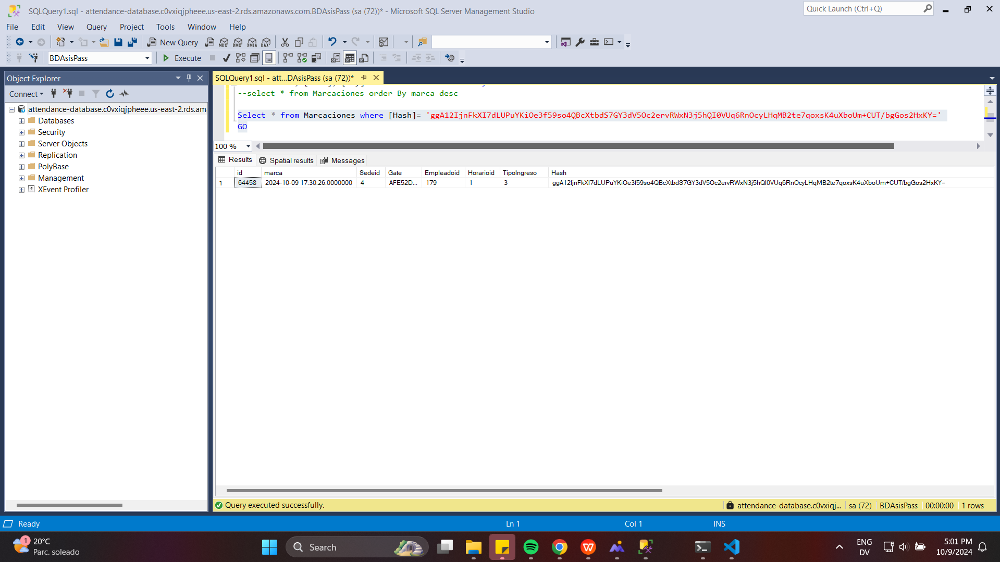 SQLQuery1.sql - attendance-database.c0vxiqjpheee.us-east-2.rds.amazonaws.com.BDAsisPass (sa (72))* - Microsoft SQL Server Management Studio
Quick Launch (Ctrl+Q)
File Edit View Query Project Tools Window Help
New Query MDX DMX XMLA DAX
BDAsisPass Execute
Object Explorer
SQLQuery1.sql - att...DAsisPass (sa (72))*
Connect
--select * from Marcaciones order By marca desc
attendance-database.c0vxiqjpheee.us-east-2.rds.am
Databases
Security
Server Objects
Replication
PolyBase
Management
XEvent Profiler
Select * from Marcaciones where [Hash]= 'ggA12IjnFkXI7dLUPuYKiOe3f59so4QBcXtbdS7GY3dV5Oc2ervRWxN3j5hQI0VUq6RnOcyLHqMB2te7qoxsK4uXboUm+CUT/bgGos2HxKY='
GO
100 %
Results Spatial results Messages
id marca Sedeid Gate Empleadoid Horarioid TipoIngreso Hash
1 64458 2024-10-09 17:30:26.0000000 4 AFE52D... 179 1 3 ggA12IjnFkXI7dLUPuYKiOe3f59so4QBcXtbdS7GY3dV5Oc2ervRWxN3j5hQI0VUq6RnOcyLHqMB2te7qoxsK4uXboUm+CUT/bgGos2HxKY=
Query executed successfully.
attendance-database.c0vxiqj... sa (72) BDAsisPass 00:00:00 1 rows
Ready Ln 1 Col 1 INS
1
20°C
Parc. soleado
Search
ENG
DV
5:01 PM
10/9/2024